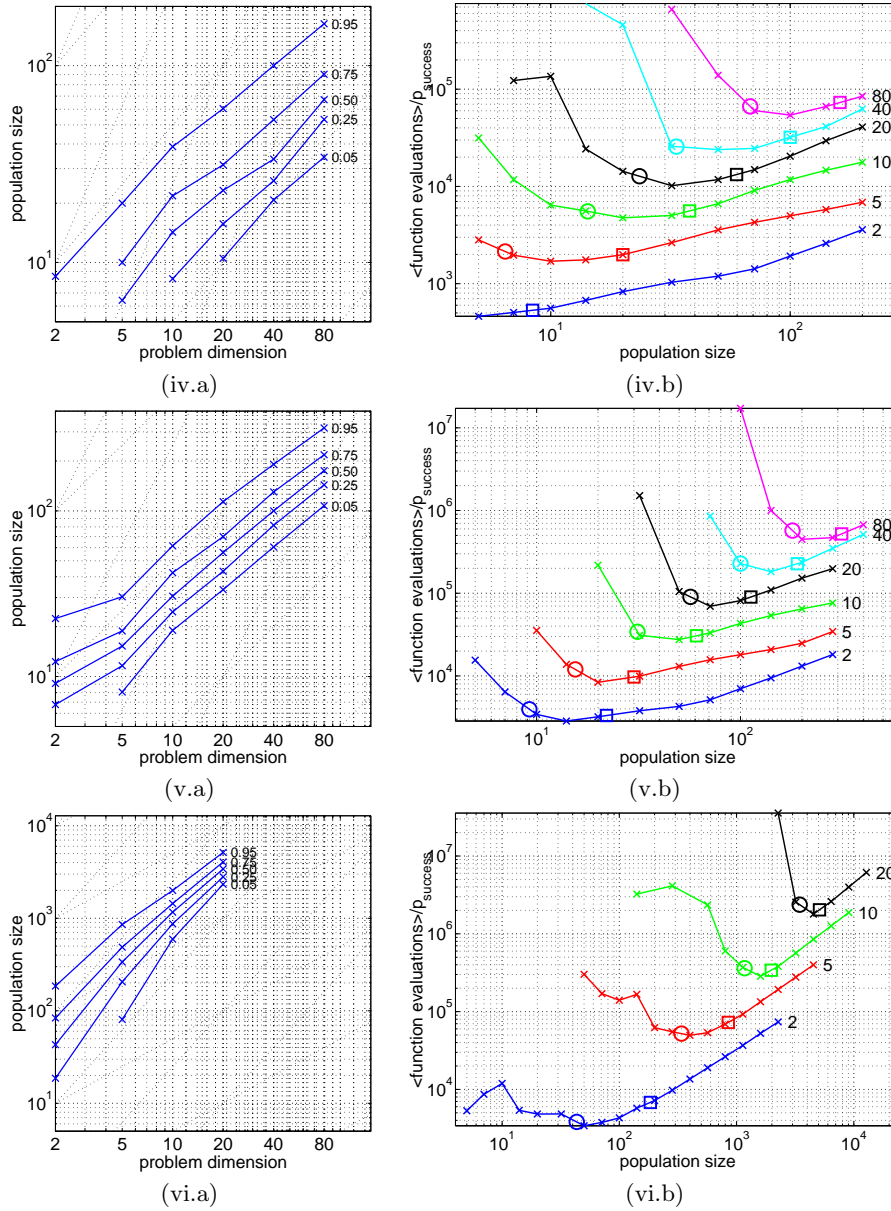 10²
10¹
population size
0.95
0.75
0.50
0.25
0.05
2 5 10 20 40 80
problem dimension
(iv.a)
<function evaluations>/p_success
10⁵
10⁴
10³
80
40
20
10
5
2
10¹ 10²
population size
(iv.b)
10²
10¹
population size
0.95
0.75
0.50
0.25
0.05
2 5 10 20 40 80
problem dimension
(v.a)
<function evaluations>/p_success
10⁷
10⁶
10⁵
10⁴
80
40
20
10
5
2
10¹ 10²
population size
(v.b)
10⁴
10³
10²
10¹
population size
0.95
0.75
0.50
0.25
0.05
2 5 10 20 40 80
problem dimension
(vi.a)
<function evaluations>/p_success
10⁷
10⁶
10⁵
10⁴
20
10
5
2
10¹ 10² 10³ 10⁴
population size
(vi.b)